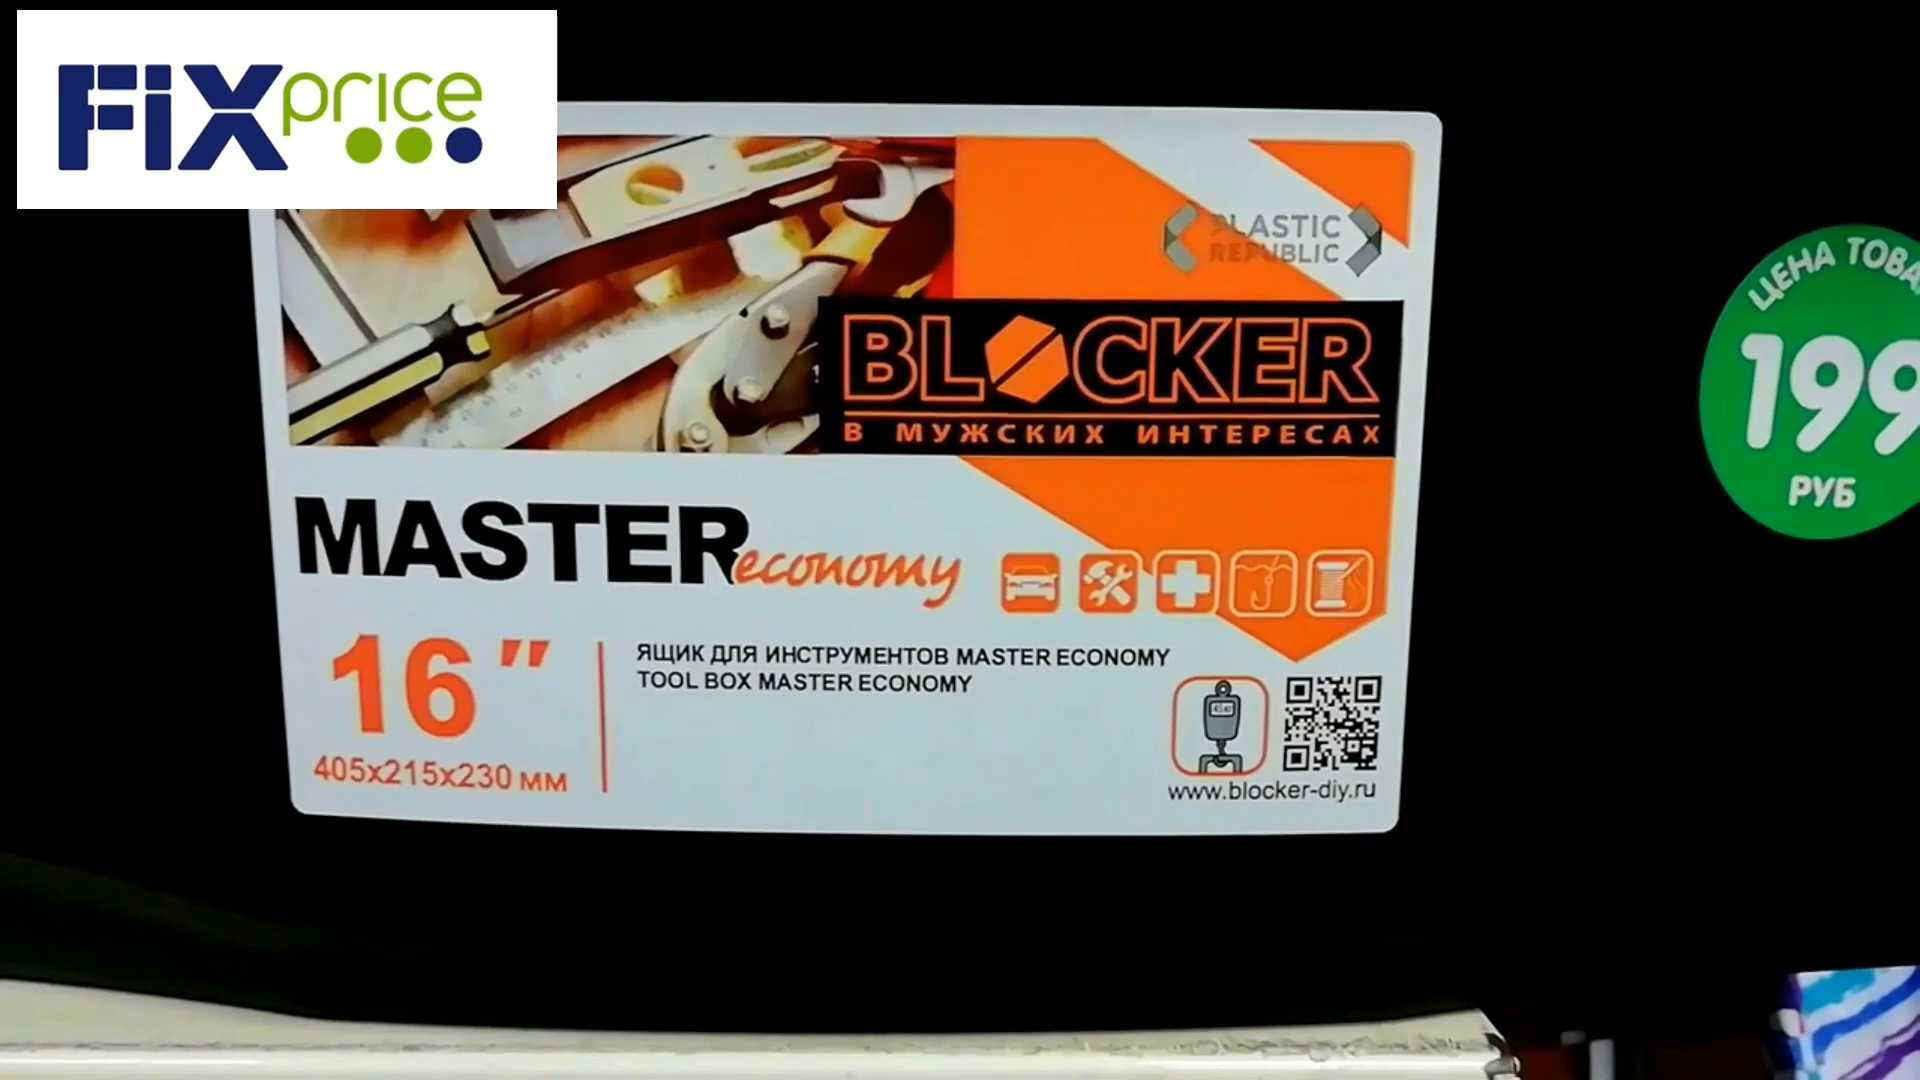 FiX price
PLASTIC
REPUBLIC
BLOCKER
В МУЖСКИХ ИНТЕРЕСАХ
MASTER economy
16"
405x215x230 мм
ЯЩИК ДЛЯ ИНСТРУМЕНТОВ MASTER ECONOMY
TOOL BOX MASTER ECONOMY
www.blocker-diy.ru
ЦЕНА ТОВА
199
РУБ